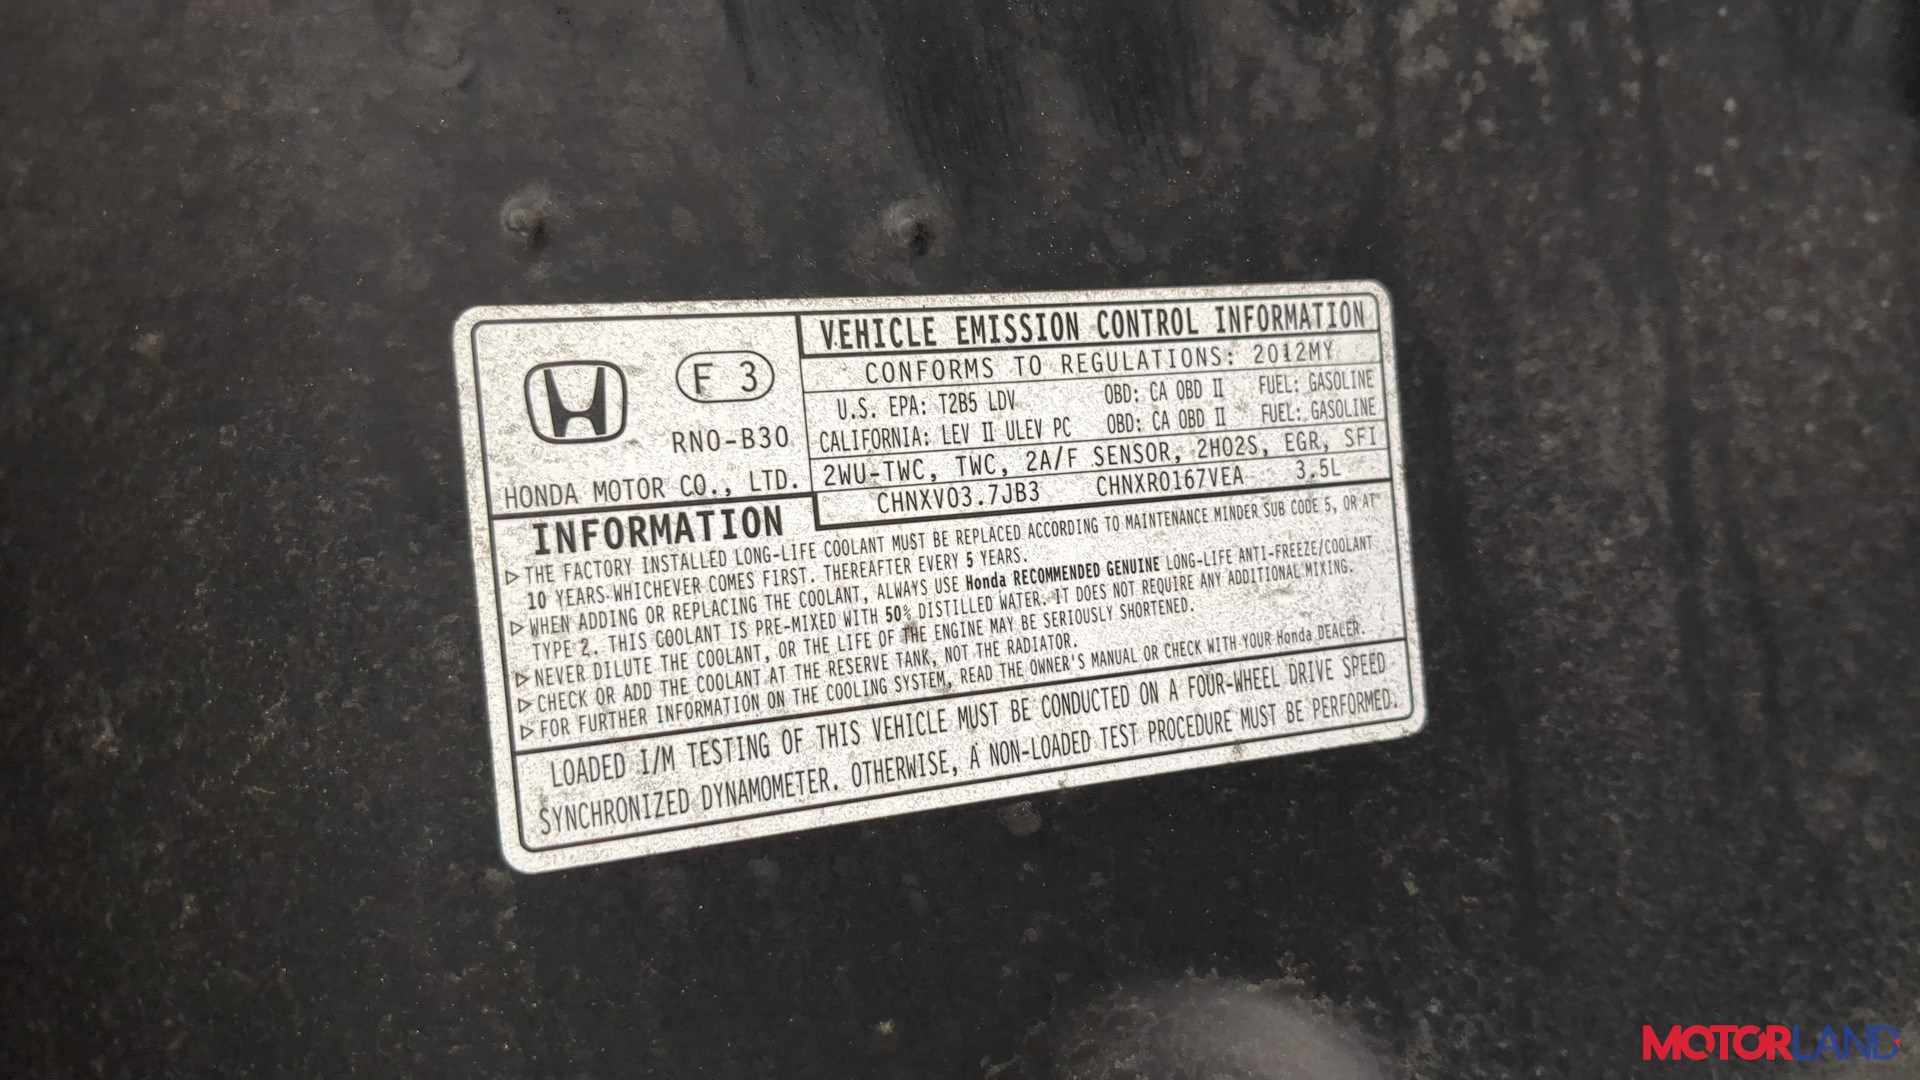 F 3
RNO-B30
HONDA MOTOR CO., LTD.
VEHICLE EMISSION CONTROL INFORMATION
CONFORMS TO REGULATIONS: 2012MY
U.S. EPA: T2B5 LDV OBD: CA OBD II FUEL: GASOLINE
CALIFORNIA: LEV II ULEV PC OBD: CA OBD II FUEL: GASOLINE
2WU-TWC, TWC, 2A/F SENSOR, 2HO2S, EGR, SFI
CHNXV03.7JB3 CHNXR0167VEA 3.5L
INFORMATION
▷ THE FACTORY INSTALLED LONG-LIFE COOLANT MUST BE REPLACED ACCORDING TO MAINTENANCE MINDER SUB CODE 5, OR AT
10 YEARS WHICHEVER COMES FIRST. THEREAFTER EVERY 5 YEARS.
▷ WHEN ADDING OR REPLACING THE COOLANT, ALWAYS USE Honda RECOMMENDED GENUINE LONG-LIFE ANTI-FREEZE/COOLANT
TYPE 2. THIS COOLANT IS PRE-MIXED WITH 50% DISTILLED WATER. IT DOES NOT REQUIRE ANY ADDITIONAL MIXING.
▷ NEVER DILUTE THE COOLANT, OR THE LIFE OF THE ENGINE MAY BE SERIOUSLY SHORTENED.
▷ CHECK OR ADD THE COOLANT AT THE RESERVE TANK, NOT THE RADIATOR.
▷ FOR FURTHER INFORMATION ON THE COOLING SYSTEM, READ THE OWNER'S MANUAL OR CHECK WITH YOUR Honda DEALER.
LOADED I/M TESTING OF THIS VEHICLE MUST BE CONDUCTED ON A FOUR-WHEEL DRIVE SPEED
SYNCHRONIZED DYNAMOMETER. OTHERWISE, A NON-LOADED TEST PROCEDURE MUST BE PERFORMED.
MOTORLAND